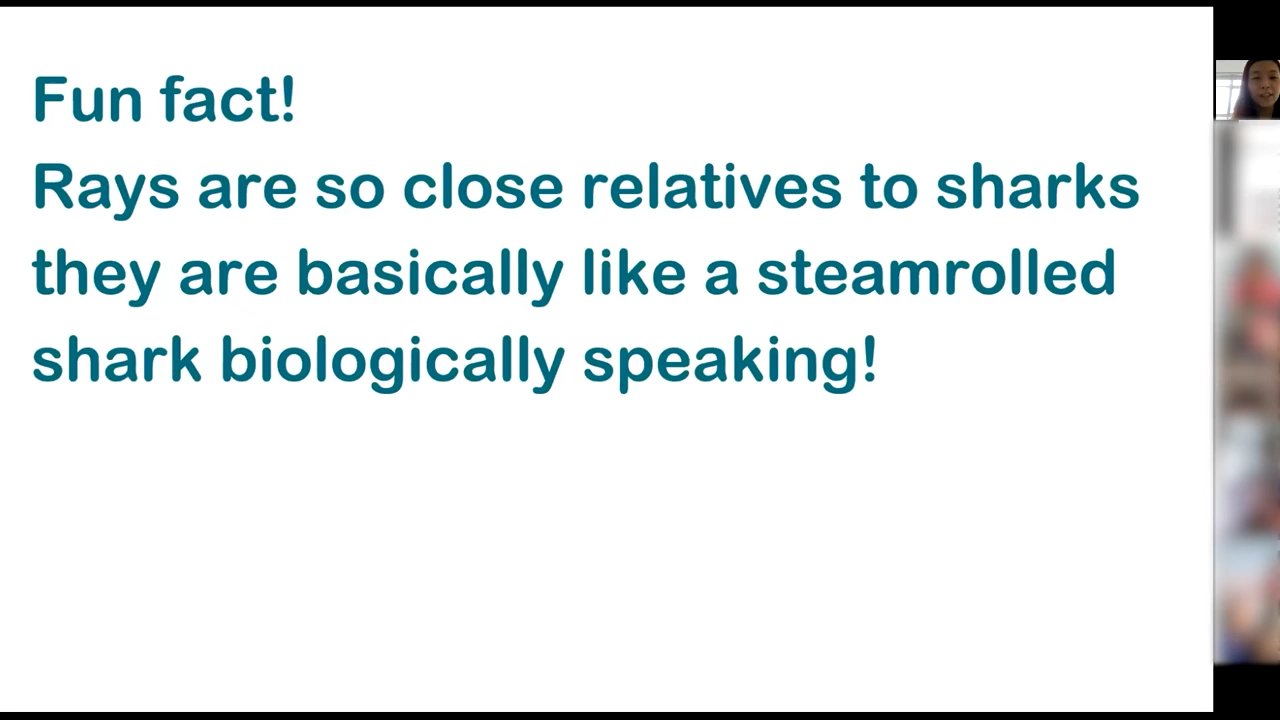 Fun fact!
Rays are so close relatives to sharks
they are basically like a steamrolled
shark biologically speaking!